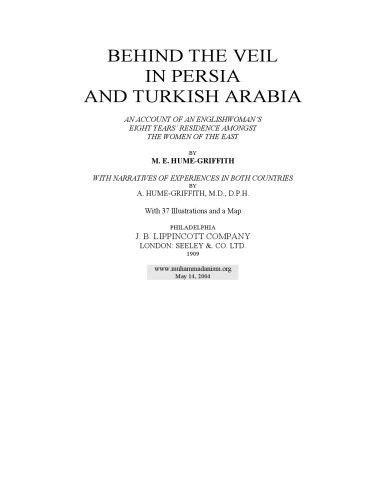 BEHIND THE VEIL
IN PERSIA
AND TURKISH ARABIA
AN ACCOUNT OF AN ENGLISHWOMAN'S
EIGHT YEARS' RESIDENCE AMONGST
THE WOMEN OF THE EAST
BY
M. E. HUME-GRIFFITH
WITH NARRATIVES OF EXPERIENCES IN BOTH COUNTRIES
BY
A. HUME-GRIFFITH, M.D., D.P.H.
With 37 Illustrations and a Map
PHILADELPHIA
J. B. LIPPINCOTT COMPANY
LONDON: SEELEY &. CO. LTD.
1909
www.muhammadanism.org
May 14, 2004